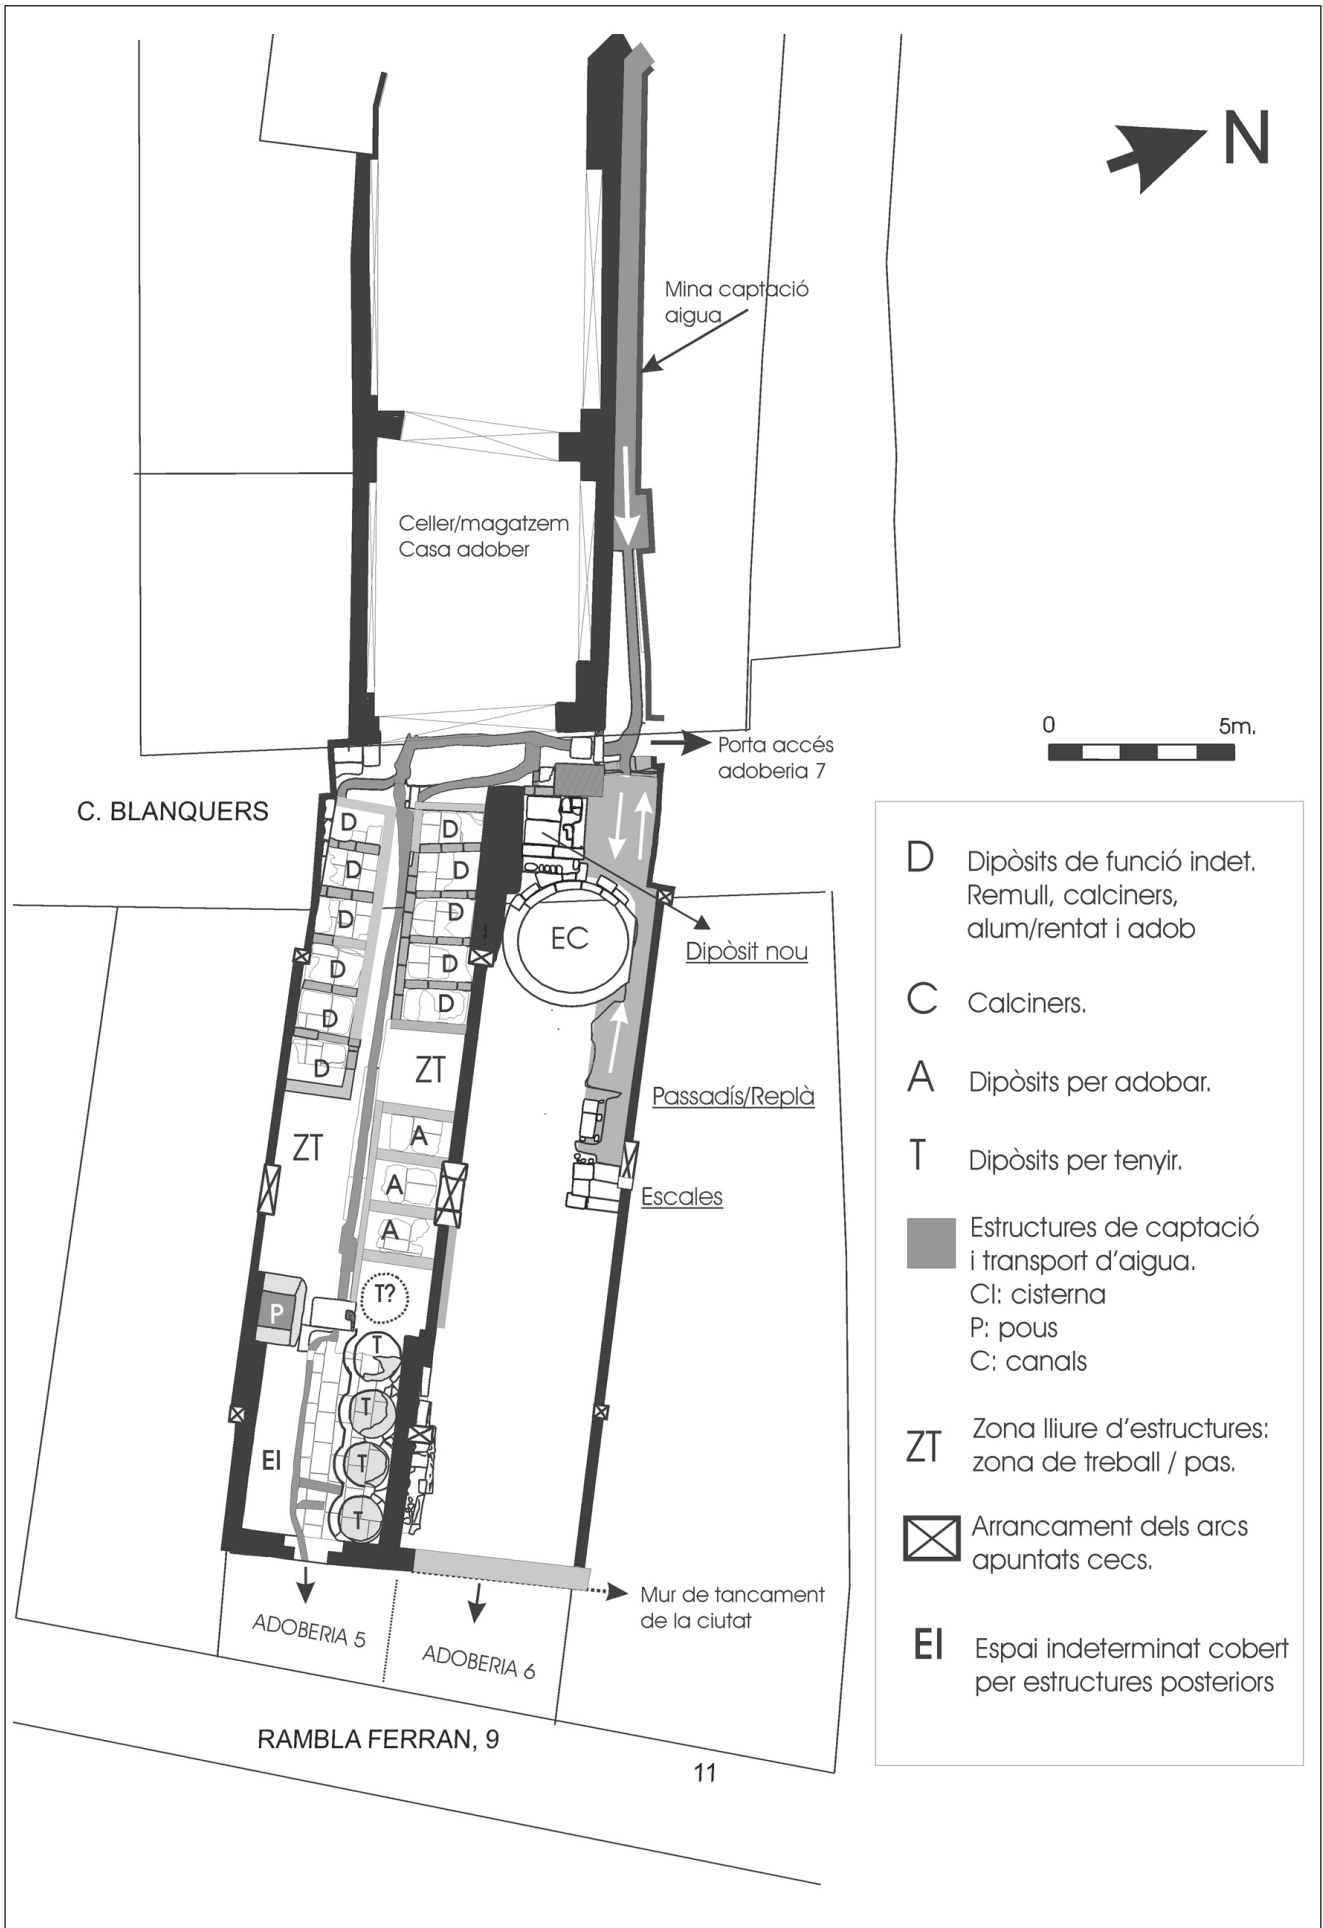 N
Mina captació
aigua
Celler/magatzem
Casa adober
0 5m.
Porta accés
adoberia 7
C. BLANQUERS
D
D
D
D
D
D
D
D
D
D
D
EC
Dipòsit nou
ZT
ZT
Passadís/Replà
A
A
A
Escales
T?
P
T
T
T
T
EI
Mur de tancament
de la ciutat
ADOBERIA 5
ADOBERIA 6
RAMBLA FERRAN, 9
11
D Dipòsits de funció indet.
Remull, calciners,
alum/rentat i adob
C Calciners.
A Dipòsits per adobar.
T Dipòsits per tenyir.
Estructures de captació
i transport d'aigua.
CI: cisterna
P: pous
C: canals
ZT Zona lliure d'estructures:
zona de treball / pas.
Arrancament dels arcs
apuntats cecs.
EI Espai indeterminat cobert
per estructures posteriors